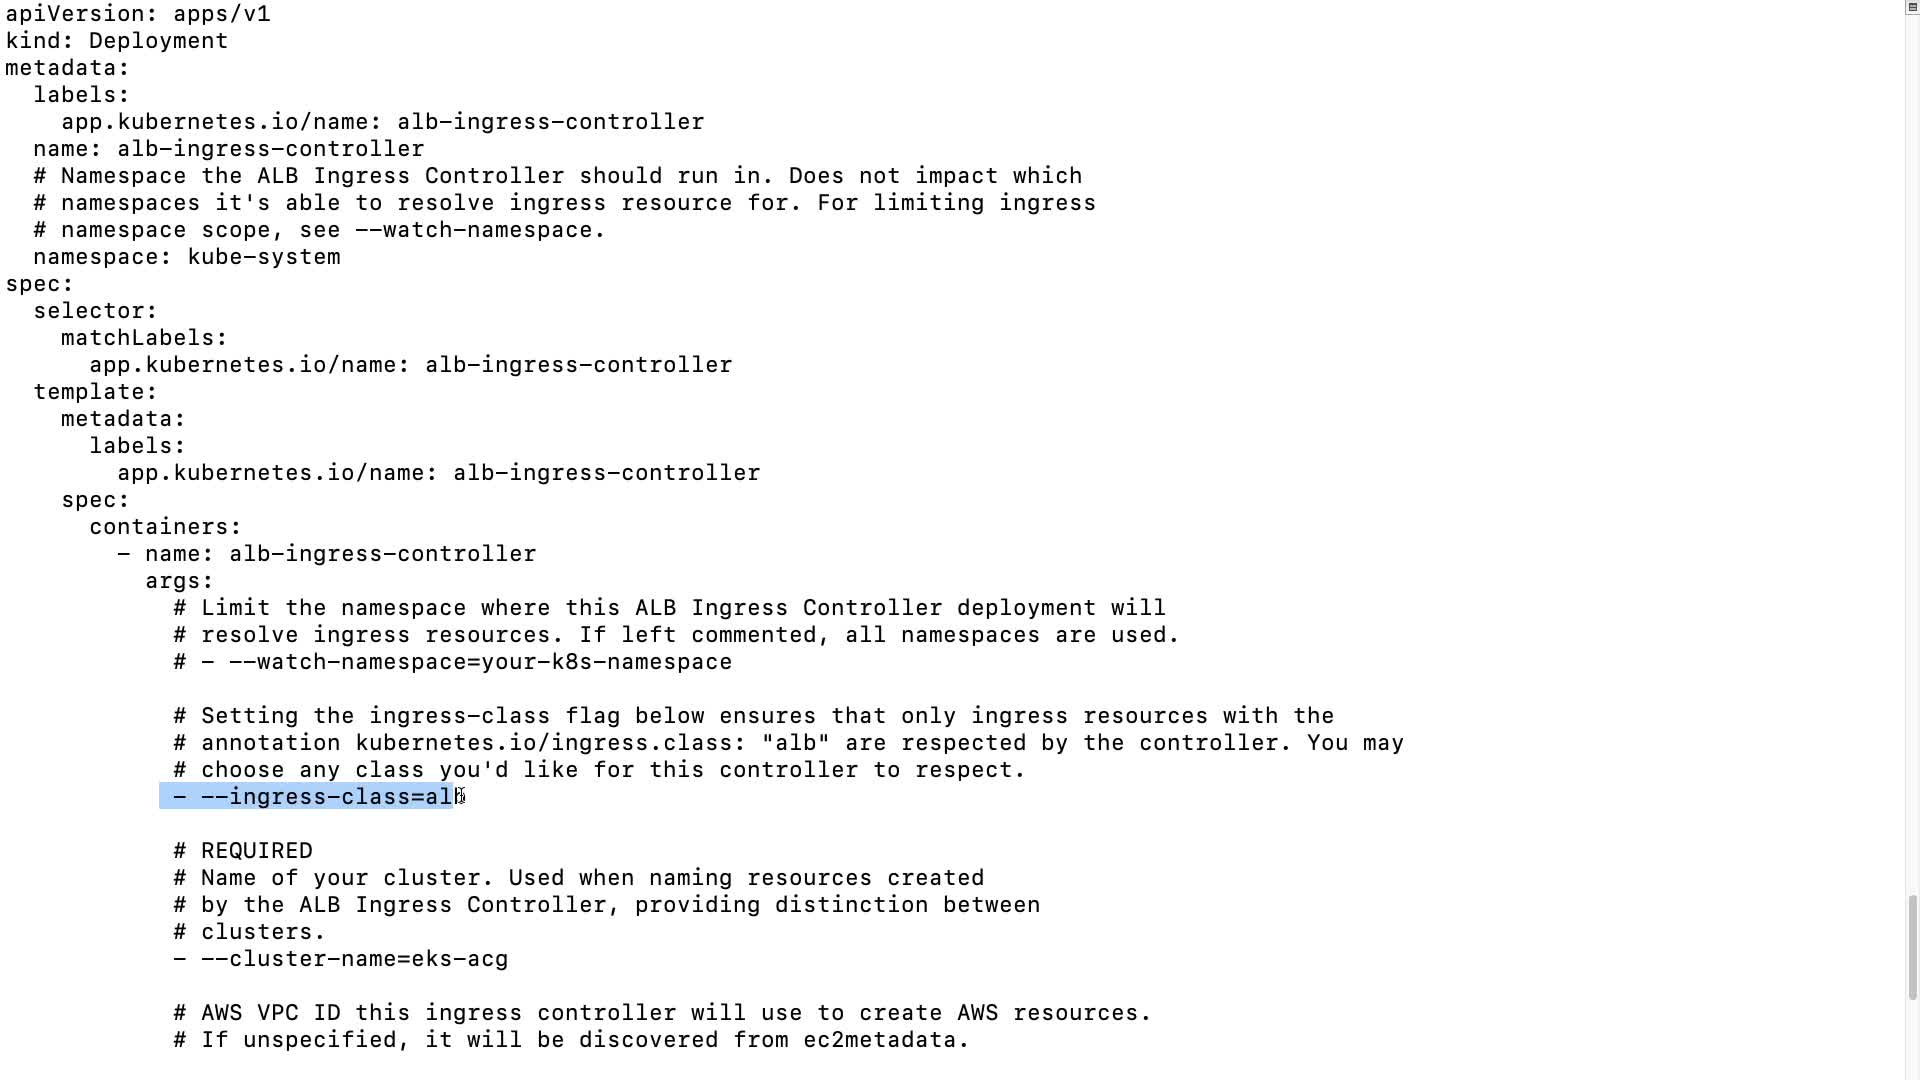 apiVersion: apps/v1
kind: Deployment
metadata:
  labels:
    app.kubernetes.io/name: alb-ingress-controller
  name: alb-ingress-controller
  # Namespace the ALB Ingress Controller should run in. Does not impact which
  # namespaces it's able to resolve ingress resource for. For limiting ingress
  # namespace scope, see --watch-namespace.
  namespace: kube-system
spec:
  selector:
    matchLabels:
      app.kubernetes.io/name: alb-ingress-controller
  template:
    metadata:
      labels:
        app.kubernetes.io/name: alb-ingress-controller
    spec:
      containers:
        - name: alb-ingress-controller
          args:
            # Limit the namespace where this ALB Ingress Controller deployment will
            # resolve ingress resources. If left commented, all namespaces are used.
            # - --watch-namespace=your-k8s-namespace

            # Setting the ingress-class flag below ensures that only ingress resources with the
            # annotation kubernetes.io/ingress.class: "alb" are respected by the controller. You may
            # choose any class you'd like for this controller to respect.
            - --ingress-class=alb

            # REQUIRED
            # Name of your cluster. Used when naming resources created
            # by the ALB Ingress Controller, providing distinction between
            # clusters.
            - --cluster-name=eks-acg

            # AWS VPC ID this ingress controller will use to create AWS resources.
            # If unspecified, it will be discovered from ec2metadata.